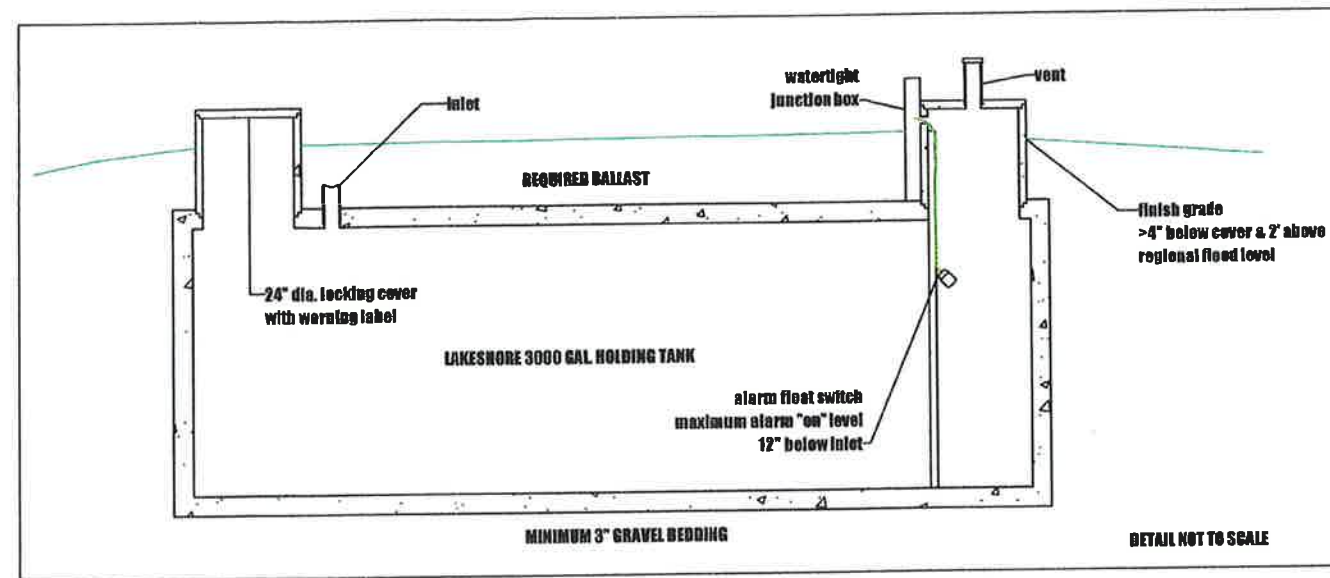 watertight
junction box
vent
inlet
REQUIRED BALLAST
finish grade
>4" below cover & 2' above
regional flood level
24" dia. locking cover
with warning label
LAKESHORE 3000 GAL. HOLDING TANK
alarm float switch
maximum alarm "on" level
12" below inlet
MINIMUM 3" GRAVEL BEDDING
DETAIL NOT TO SCALE